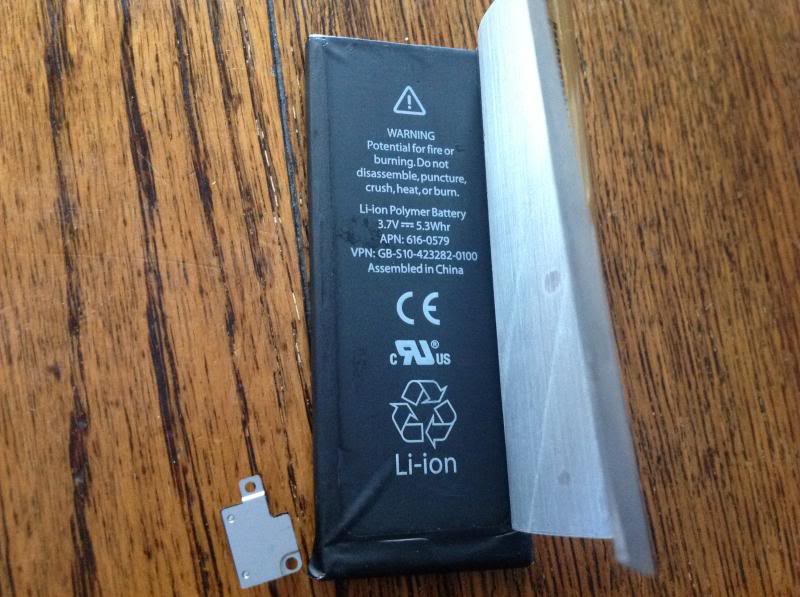 WARNING
Potential for fire or
burning. Do not
disassemble, puncture,
crush, heat, or burn.
Li-ion Polymer Battery
3.7V ⎓ 5.3Whr
APN: 616-0579
VPN: GB-S10-423282-0100
Assembled in China
CE
c RU® US
Li-ion